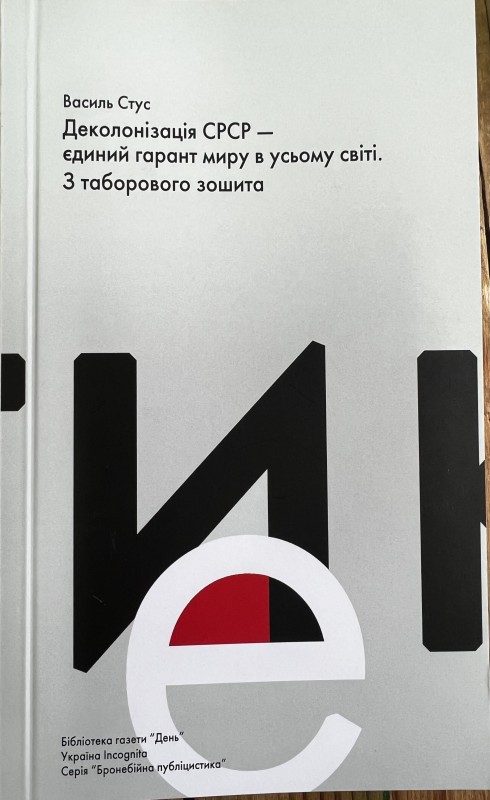 Василь Стус
Деколонізація СРСР —
єдиний гарант миру в усьому світі.
З таборового зошита
И
е
Бібліотека газети "День"
Україна Incognita
Серія "Бронебійна публіцистика"